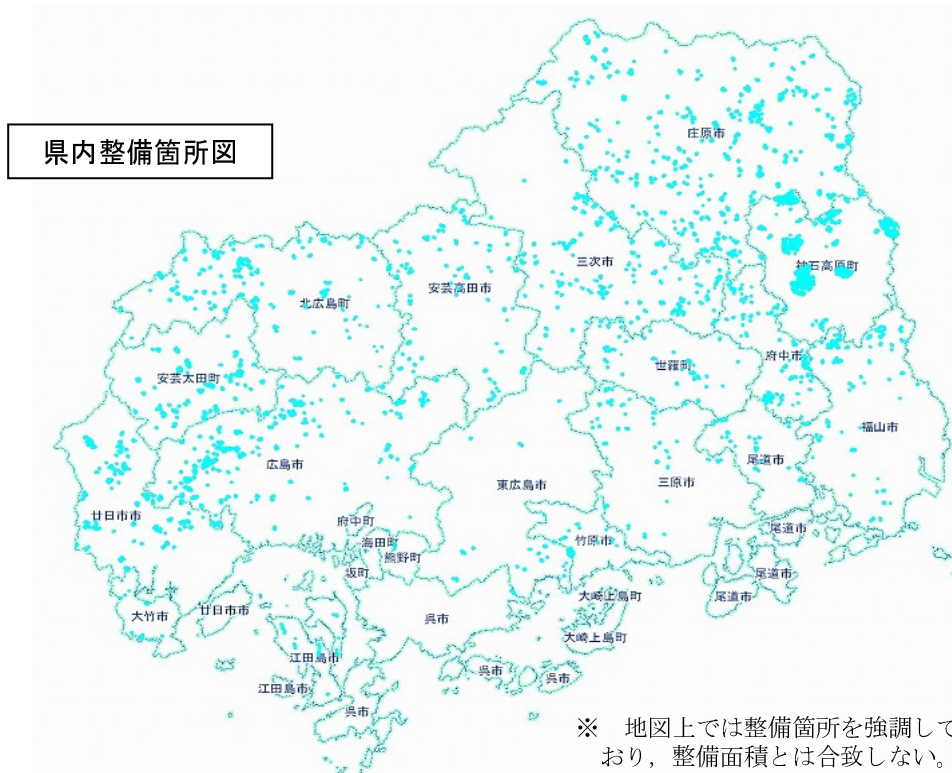 県内整備箇所図
庄原市
神石高原町
三次市
安芸高田市
北広島町
世羅町
府中市
安芸太田町
福山市
広島市
尾道市
三原市
東広島市
廿日市市
府中町
尾道市
海田町
竹原市
熊野町
坂町
尾道市
尾道市
大崎上島町
廿日市市
大竹市
呉市
大崎上島町
江田島市
呉市
呉市
江田島市
呉市
※　地図上では整備箇所を強調して
おり，整備面積とは合致しない。